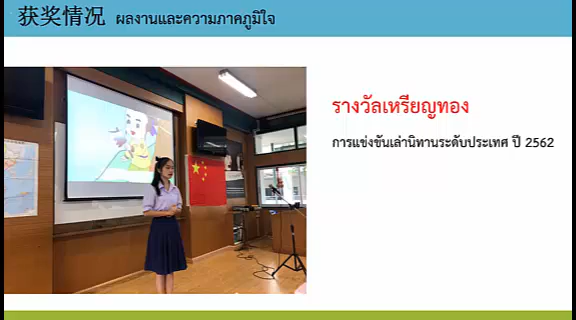 获奖情况 ผลงานและความภาคภูมิใจ
รางวัลเหรียญทอง
การแข่งขันเล่านิทานระดับประเทศ ปี 2562